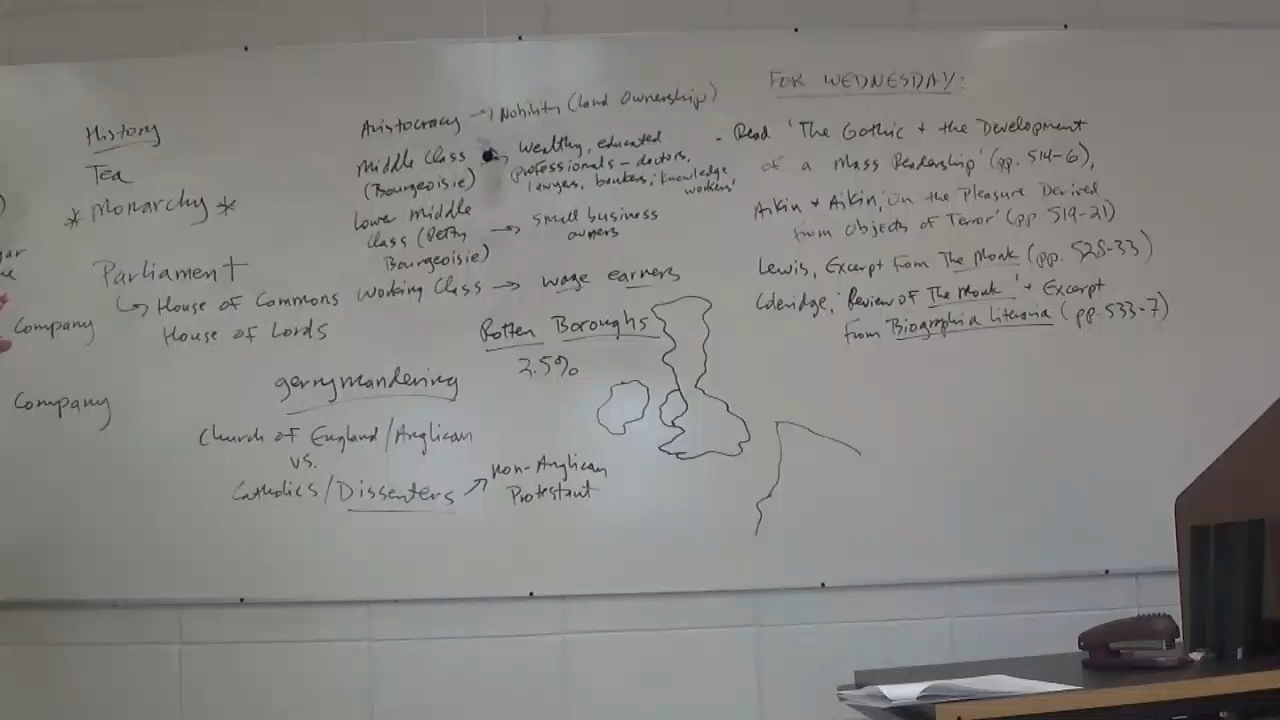 History
Tea
* Monarchy *
Parliament
↳ House of Commons
House of Lords
Company
Company
Aristocracy → Nobility (Land Ownership)
Middle Class → Wealthy, educated
(Bourgeoisie) professionals - doctors,
lawyers, bankers, 'knowledge
workers'
Lower Middle
Class (Petty → Small business
Bourgeoisie) owners
Working Class → wage earners
Rotten Boroughs
3.5%
gerrymandering
Church of England/Anglican
vs.
Catholics/Dissenters → non-Anglican
Protestant
FOR WEDNESDAY:
- Read 'The Gothic + the Development
of a Mass Readership' (pp. 514-6),
Aikin + Aikin, 'On the Pleasure Derived
from Objects of Terror' (pp. 519-21)
Lewis, Excerpt from The Monk (pp. 528-33)
Coleridge, 'Review of The Monk' + Excerpt
from Biographia Literaria (pp. 533-7)